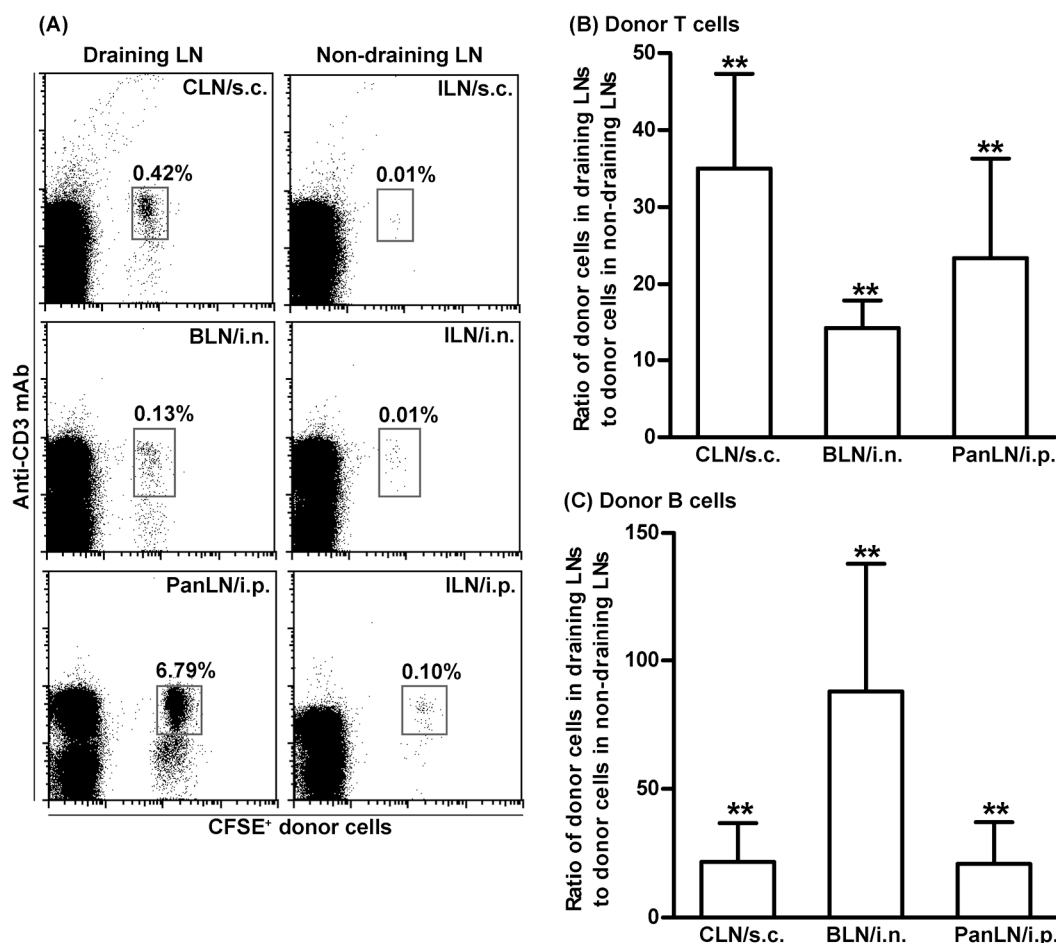 (A)
Draining LN
Non-draining LN
CLN/s.c.
ILN/s.c.
0.42%
0.01%
BLN/i.n.
ILN/i.n.
0.13%
0.01%
PanLN/i.p.
ILN/i.p.
6.79%
0.10%
Anti-CD3 mAb
CFSE⁺ donor cells
(B) Donor T cells
Ratio of donor cells in draining LNs
to donor cells in non-draining LNs
50
40
30
20
10
0
**
**
**
CLN/s.c.
BLN/i.n.
PanLN/i.p.
(C) Donor B cells
Ratio of donor cells in draining LNs
to donor cells in non-draining LNs
150
100
50
0
**
**
**
CLN/s.c.
BLN/i.n.
PanLN/i.p.